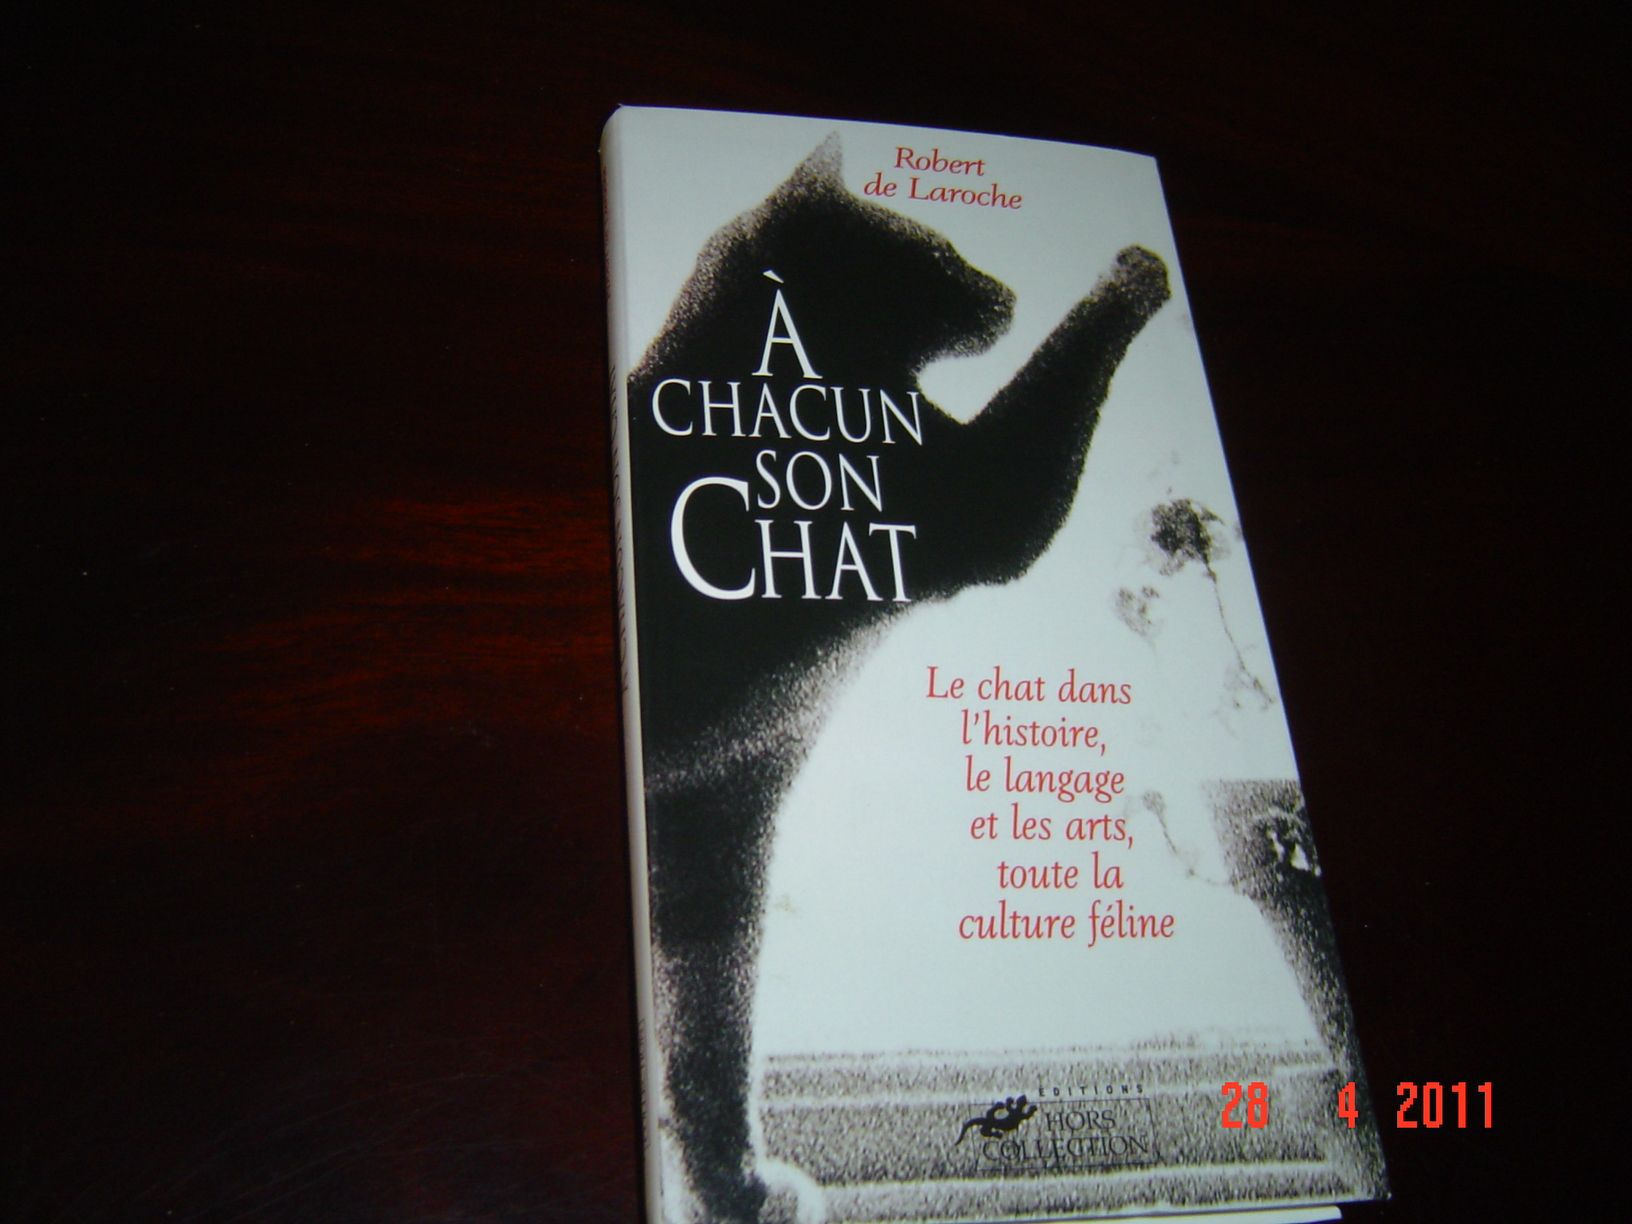 Robert
de Laroche
À
CHACUN
SON
CHAT
Le chat dans
l'histoire,
le langage
et les arts,
toute la
culture féline
ÉDITIONS
HORS
COLLECTION
28 4 2011